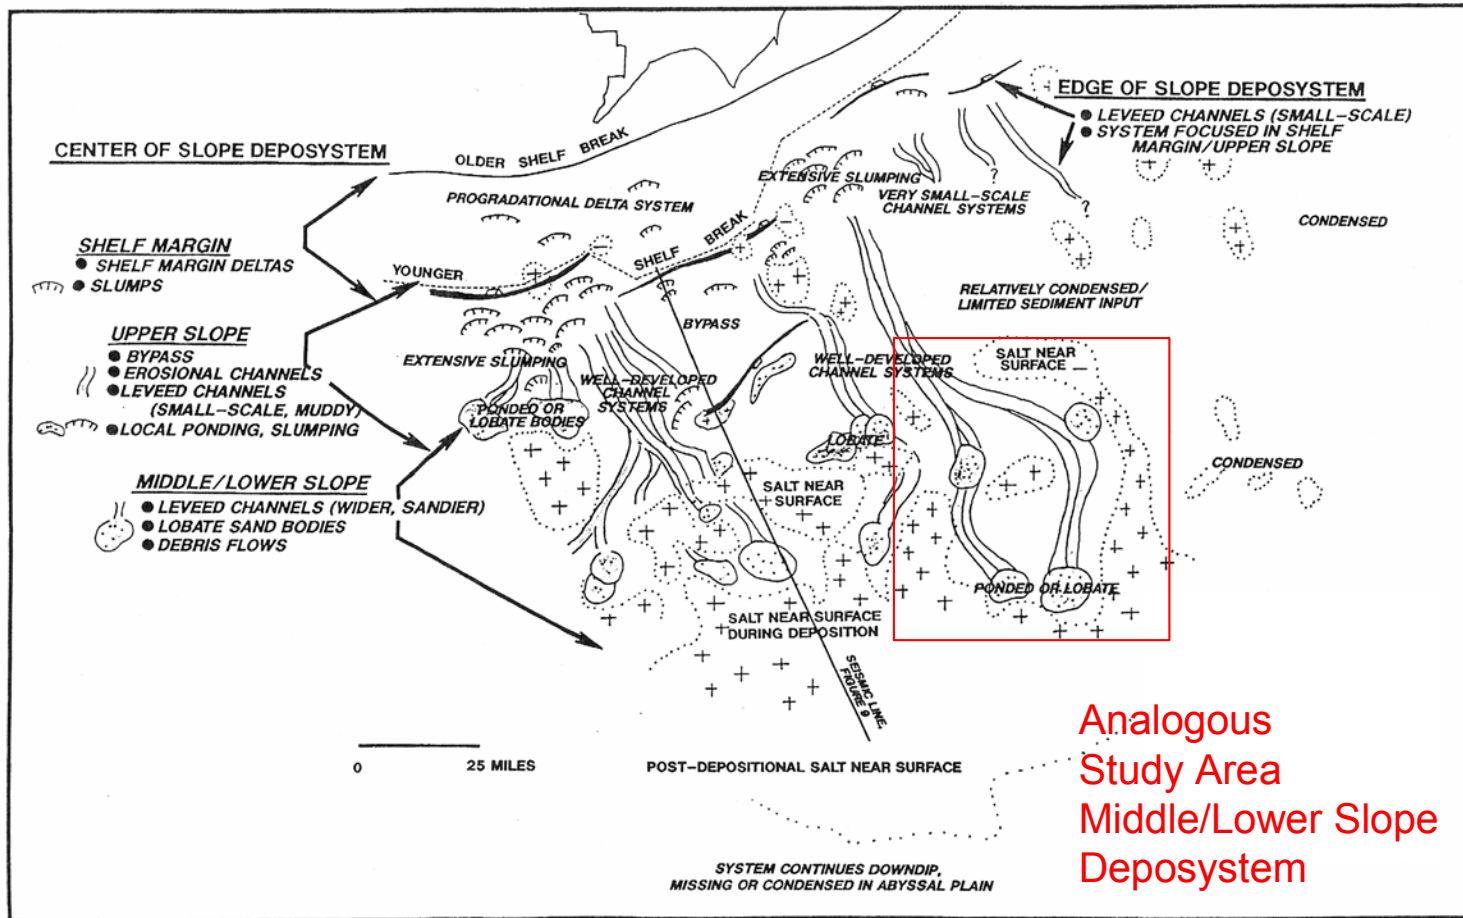 EDGE OF SLOPE DEPOSYSTEM
● LEVEED CHANNELS (SMALL-SCALE)
● SYSTEM FOCUSED IN SHELF
MARGIN/UPPER SLOPE
CENTER OF SLOPE DEPOSYSTEM
OLDER SHELF BREAK
EXTENSIVE SLUMPING
VERY SMALL-SCALE
CHANNEL SYSTEMS
?
?
PROGRADATIONAL DELTA SYSTEM
CONDENSED
SHELF MARGIN
● SHELF MARGIN DELTAS
● SLUMPS
YOUNGER
SHELF BREAK
RELATIVELY CONDENSED/
LIMITED SEDIMENT INPUT
UPPER SLOPE
● BYPASS
● EROSIONAL CHANNELS
● LEVEED CHANNELS
(SMALL-SCALE, MUDDY)
● LOCAL PONDING, SLUMPING
BYPASS
EXTENSIVE SLUMPING
WELL-DEVELOPED
CHANNEL
SYSTEMS
WELL-DEVELOPED
CHANNEL SYSTEMS
SALT NEAR
SURFACE
PONDED OR
LOBATE BODIES
LOBATE
CONDENSED
MIDDLE/LOWER SLOPE
● LEVEED CHANNELS (WIDER, SANDIER)
● LOBATE SAND BODIES
● DEBRIS FLOWS
SALT NEAR
SURFACE
PONDED OR LOBATE
SALT NEAR SURFACE
DURING DEPOSITION
SEISMIC LINE,
FIGURE 9
0 25 MILES
POST-DEPOSITIONAL SALT NEAR SURFACE
Analogous
Study Area
Middle/Lower Slope
Deposystem
SYSTEM CONTINUES DOWNDIP,
MISSING OR CONDENSED IN ABYSSAL PLAIN